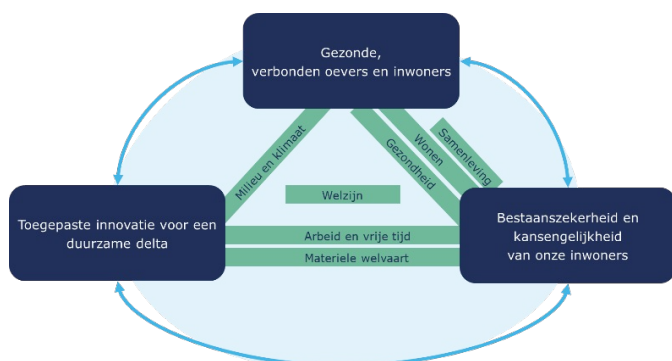 Gezonde,
verbonden oevers en inwoners
Milieu en klimaat
Gezondheid
Wonen
Samenleving
Welzijn
Toegepaste innovatie voor een
duurzame delta
Arbeid en vrije tijd
Materiele welvaart
Bestaanszekerheid en
kansengelijkheid
van onze inwoners